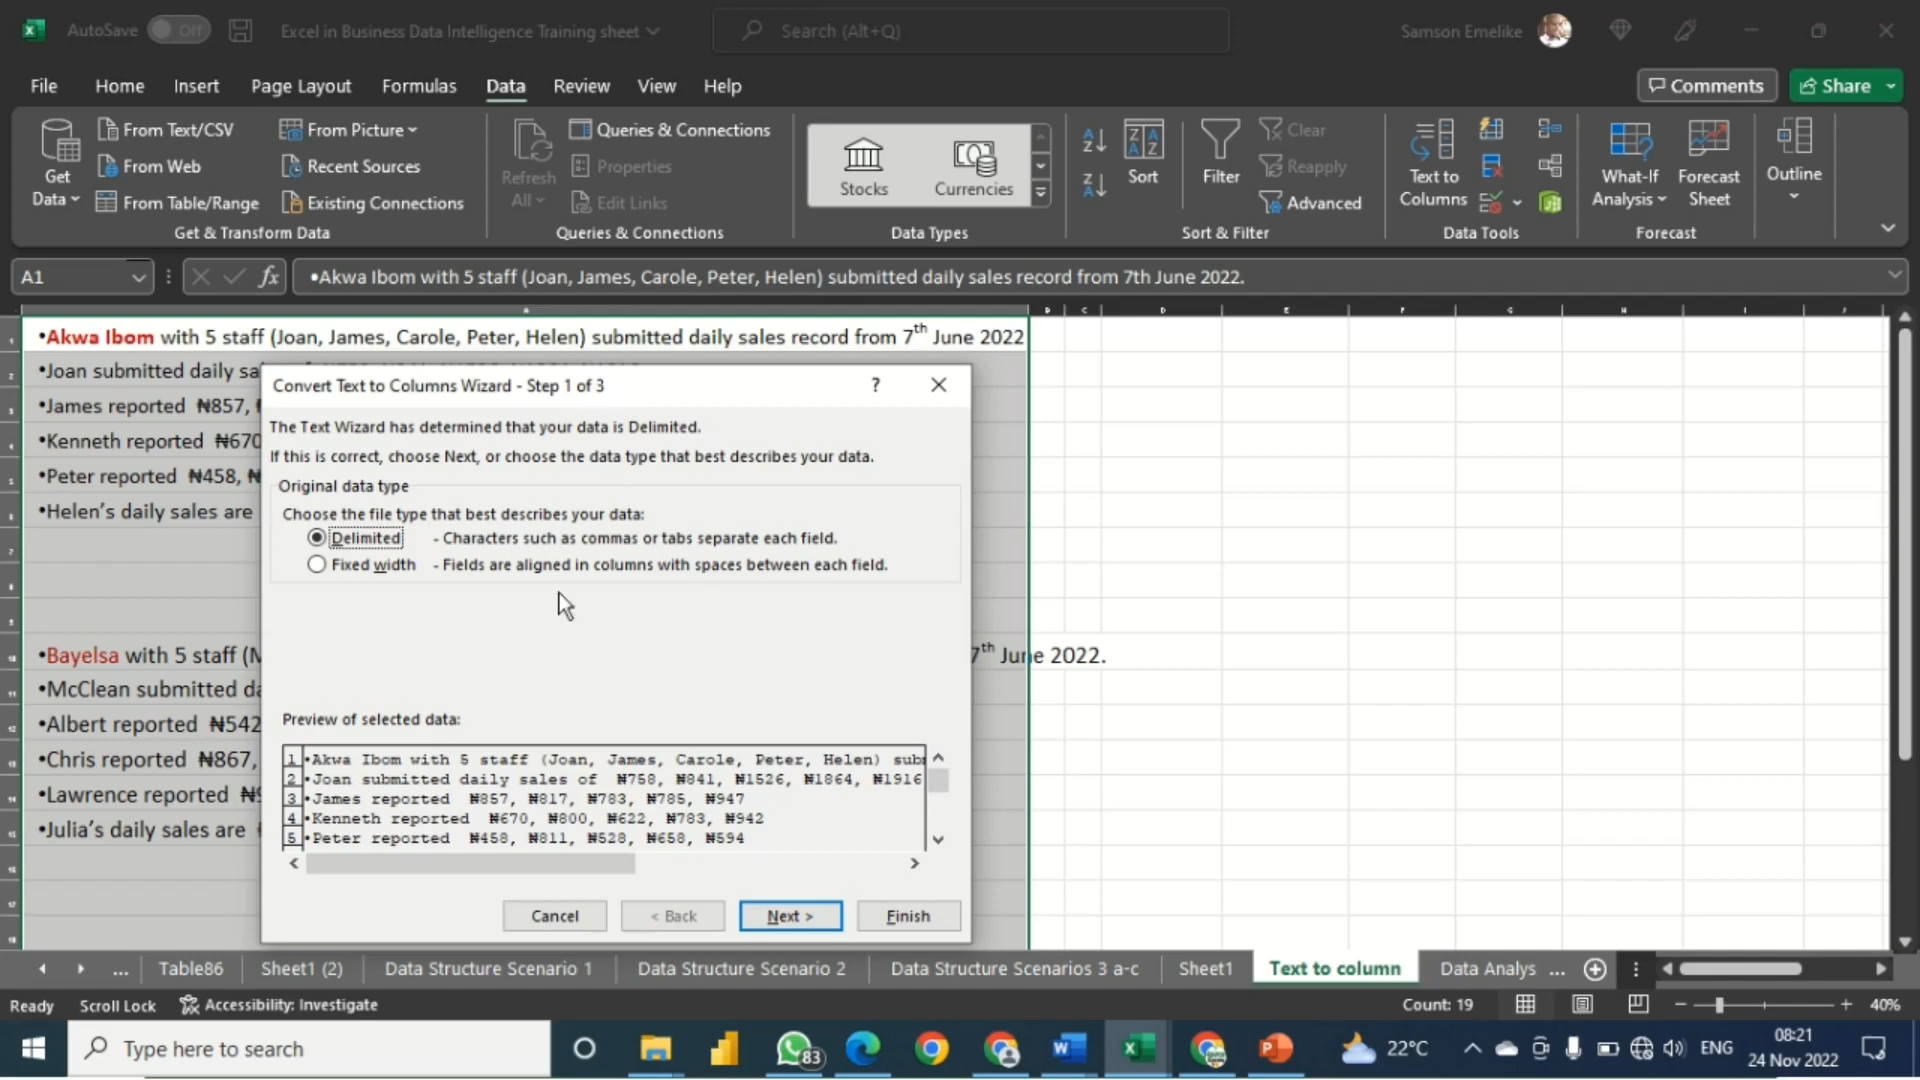 AutoSave Off Excel in Business Data Intelligence Training sheet Search (Alt+Q) Samson Emelike
File Home Insert Page Layout Formulas Data Review View Help Comments Share
From Text/CSV From Picture Queries & Connections Clear
Get Data From Web Recent Sources Refresh All Properties Stocks Currencies Sort Filter Reapply Text to Columns What-If Analysis Forecast Sheet Outline
From Table/Range Existing Connections Edit Links Advanced
Get & Transform Data Queries & Connections Data Types Sort & Filter Data Tools Forecast
A1 fx •Akwa Ibom with 5 staff (Joan, James, Carole, Peter, Helen) submitted daily sales record from 7th June 2022.
•Akwa Ibom with 5 staff (Joan, James, Carole, Peter, Helen) submitted daily sales record from 7th June 2022
•Joan submitted daily sa
•James reported ₦857,
•Kenneth reported ₦670
•Peter reported ₦458,
•Helen’s daily sales are
•Bayelsa with 5 staff (M 7th June 2022.
•McClean submitted da
•Albert reported ₦542
•Chris reported ₦867,
•Lawrence reported
•Julia’s daily sales are
Convert Text to Columns Wizard - Step 1 of 3 ?
The Text Wizard has determined that your data is Delimited.
If this is correct, choose Next, or choose the data type that best describes your data.
Original data type
Choose the file type that best describes your data:
Delimited - Characters such as commas or tabs separate each field.
Fixed width - Fields are aligned in columns with spaces between each field.
Preview of selected data:
1 •Akwa Ibom with 5 staff (Joan, James, Carole, Peter, Helen) sub
2 •Joan submitted daily sales of ₦758, ₦841, ₦1526, ₦1864, ₦1916
3 •James reported ₦857, ₦817, ₦783, ₦785, ₦947
4 •Kenneth reported ₦670, ₦800, ₦622, ₦783, ₦942
5 •Peter reported ₦458, ₦811, ₦528, ₦658, ₦594
Cancel < Back Next > Finish
... Table86 Sheet1 (2) Data Structure Scenario 1 Data Structure Scenario 2 Data Structure Scenarios 3 a-c Sheet1 Text to column Data Analys ...
Ready Scroll Lock Accessibility: Investigate Count: 19 40%
Type here to search 83 22°C ENG 08:21
24 Nov 2022